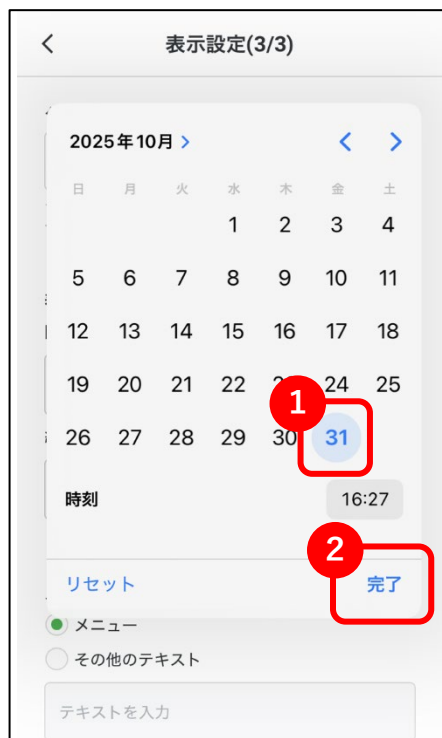 表示設定(3/3)
2025年10月
日 月 火 水 木 金 土
1 2 3 4
5 6 7 8 9 10 11
12 13 14 15 16 17 18
19 20 21 22 24 25
1
26 27 28 29 30 31
時刻 16:27
2
リセット 完了
メニュー
その他のテキスト
テキストを入力